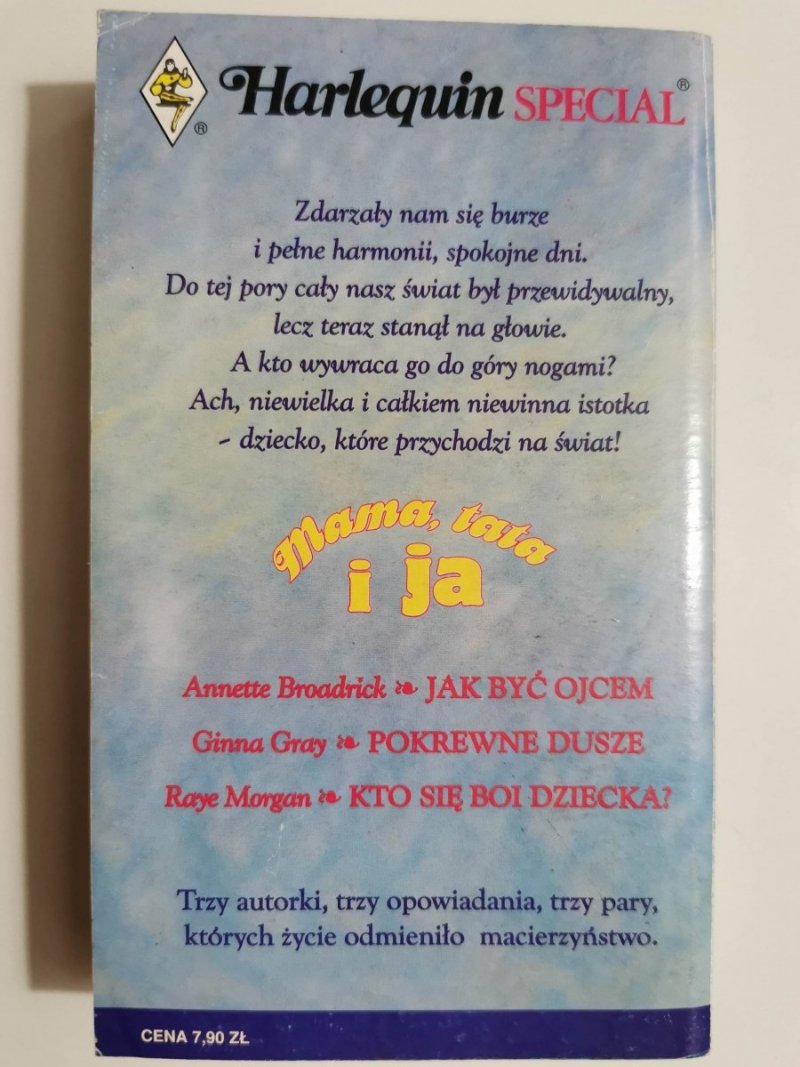 Harlequin SPECIAL®
®
Zdarzały nam się burze
i pełne harmonii, spokojne dni.
Do tej pory cały nasz świat był przewidywalny,
lecz teraz stanął na głowie.
A kto wywraca go do góry nogami?
Ach, niewielka i całkiem niewinna istotka
- dziecko, które przychodzi na świat!
Mama, tata
i ja
Annette Broadrick ❧ JAK BYĆ OJCEM
Ginna Gray ❧ POKREWNE DUSZE
Raye Morgan ❧ KTO SIĘ BOI DZIECKA?
Trzy autorki, trzy opowiadania, trzy pary,
których życie odmieniło macierzyństwo.
CENA 7,90 ZŁ